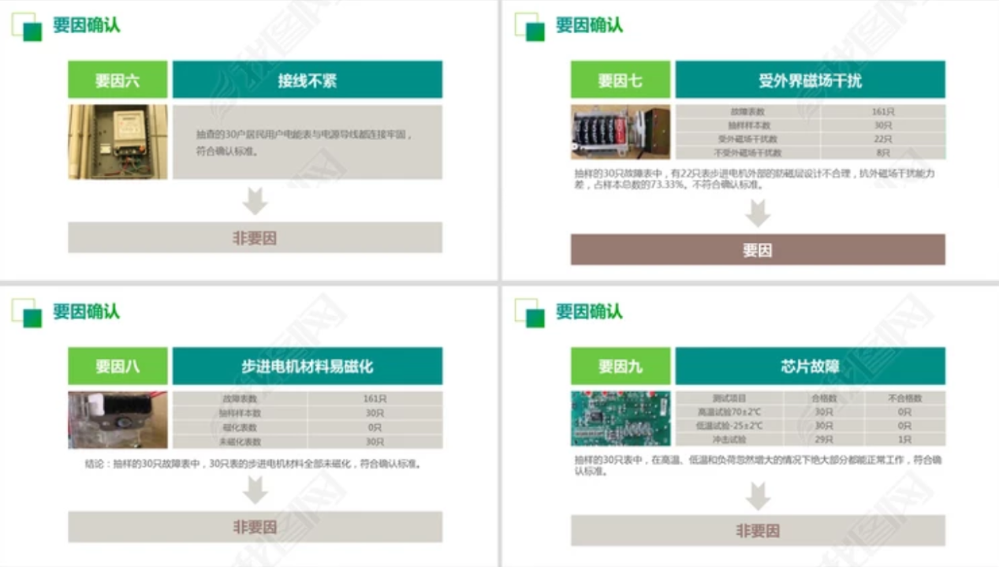 要因确认
要因六
接线不紧
抽查的30户居民用户电能表与电源导线都连接牢固，
符合确认标准。
非要因
要因确认
要因七
受外界磁场干扰
故障表数 161只
抽样样本数 30只
受外磁场干扰数 22只
不受外磁场干扰数 8只
抽样的30只故障表中，有22只表步进电机外部的防磁层设计不合理，抗外磁场干扰能力
差，占样本总数的73.33%。不符合确认标准。
要因
要因确认
要因八
步进电机材料易磁化
故障表数 161只
抽样样本数 30只
磁化表数 0只
未磁化表数 30只
结论：抽样的30只故障表中，30只表的步进电机材料全部未磁化，符合确认标准。
非要因
要因确认
要因九
芯片故障
测试项目 合格数 不合格数
高温试验70±2℃ 30只 0只
低温试验-25±2℃ 30只 0只
冲击试验 29只 1只
抽样的30只表中，在高温、低温和负荷忽然增大的情况下绝大部分都能正常工作，符合确
认标准。
非要因